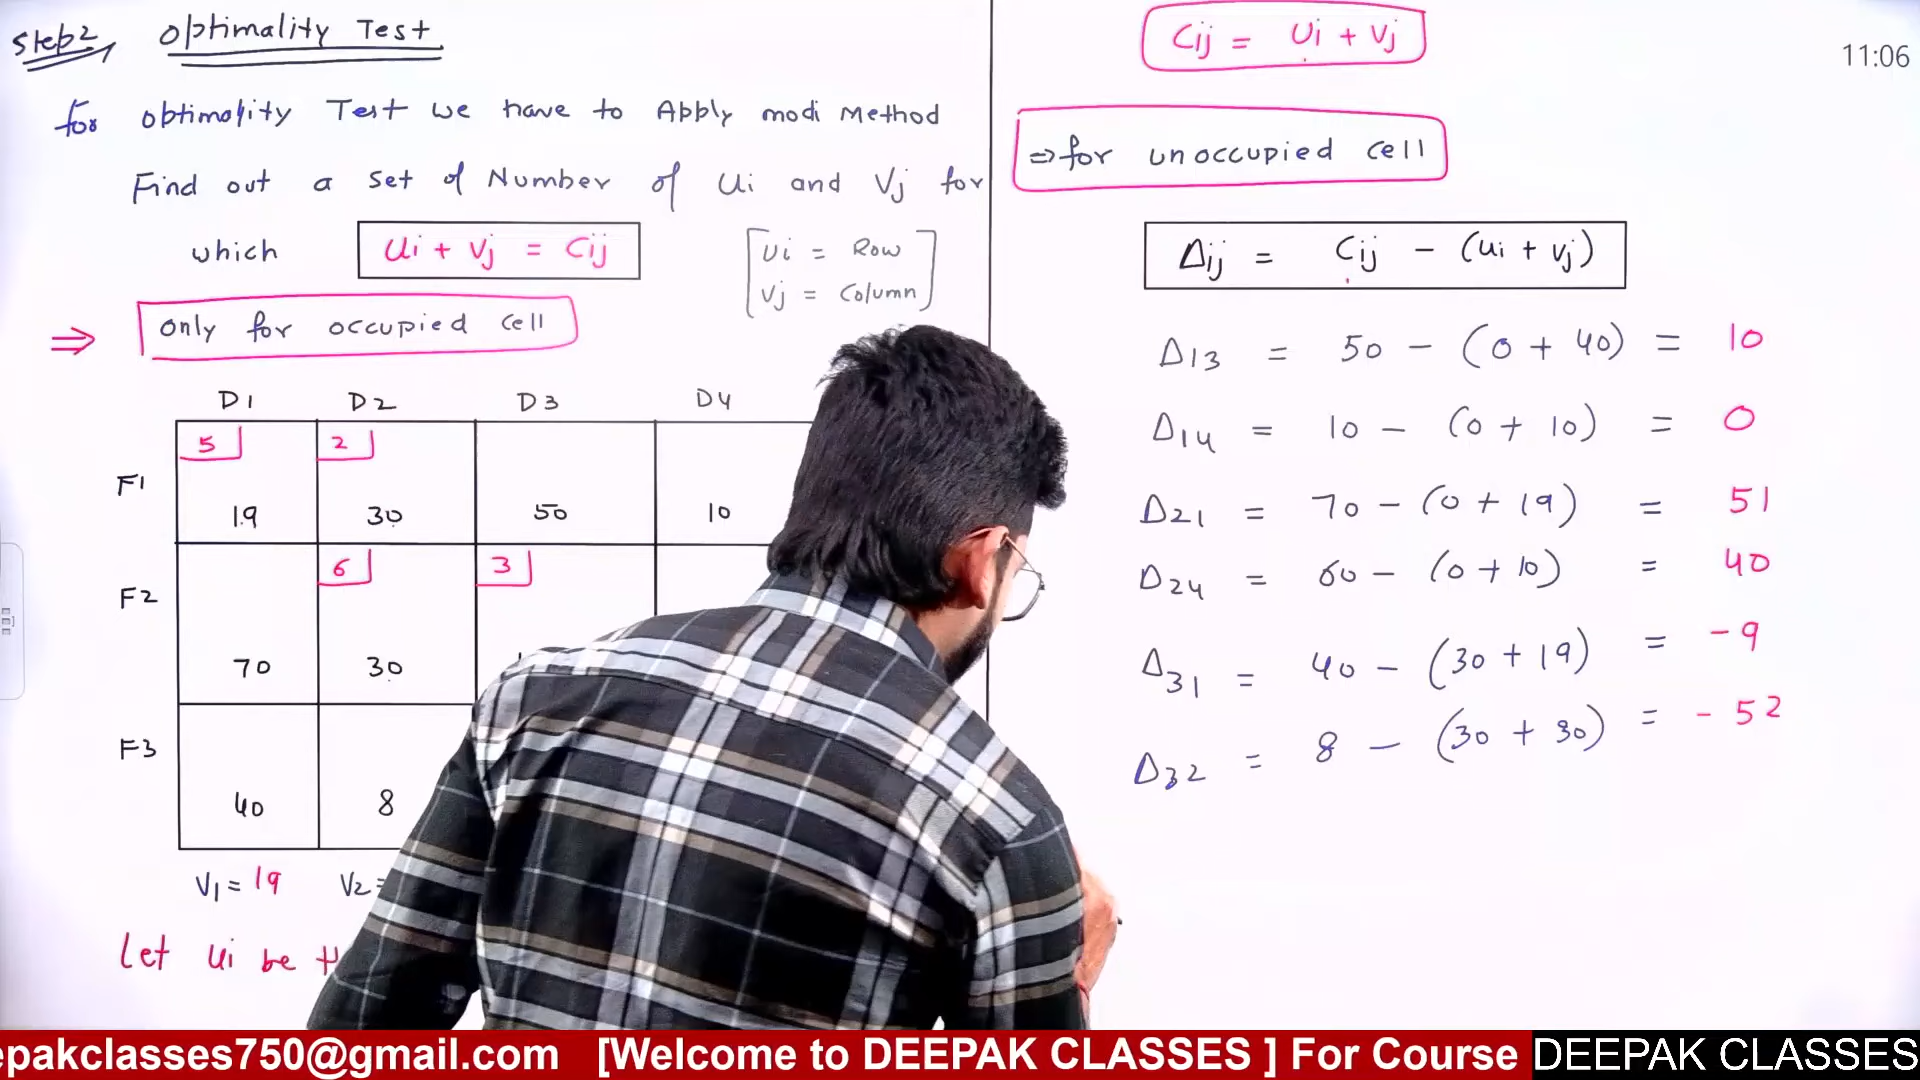 Step2 Optimality Test
For optimality Test we have to Apply modi Method
Find out a set of Number of Ui and Vj for
which Ui + Vj = Cij
[Ui = Row
Vj = Column]
⇒ only for occupied cell
D1 D2 D3 D4
5 2
F1 19 30 50 10
6 3
F2
70 30
F3
40 8
V1 = 19 V2 =
Let Ui be
Cij = Ui + Vj
11:06
⇒ for unoccupied cell
Δij = Cij - (Ui + Vj)
Δ13 = 50 - (0 + 40) = 10
Δ14 = 10 - (0 + 10) = 0
Δ21 = 70 - (0 + 19) = 51
Δ24 = 60 - (0 + 10) = 40
Δ31 = 40 - (30 + 19) = -9
Δ32 = 8 - (30 + 30) = -52
epakclasses750@gmail.com [Welcome to DEEPAK CLASSES ] For Course DEEPAK CLASSES